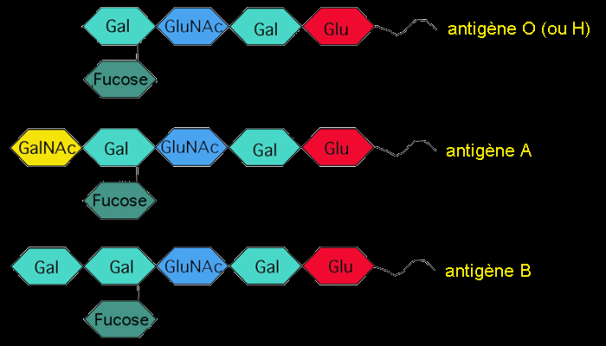 Gal GluNAc Gal Glu antigène O (ou H)
Fucose
GalNAc Gal GluNAc Gal Glu antigène A
Fucose
Gal Gal GluNAc Gal Glu antigène B
Fucose